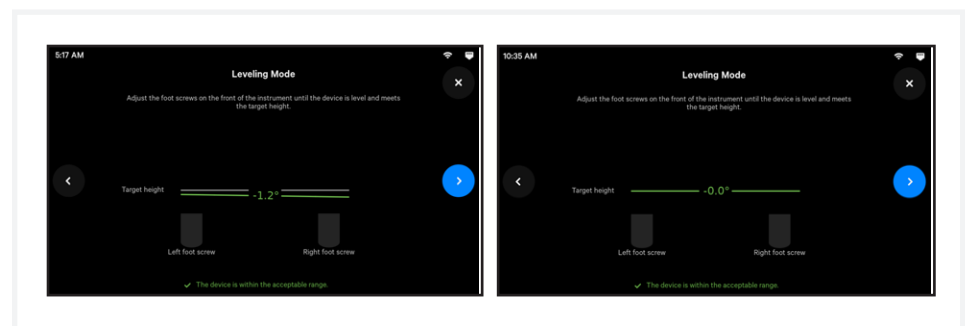 5:17 AM
Leveling Mode
Adjust the foot screws on the front of the instrument until the device is level and meets
the target height.
Target height
-1.2°
Left foot screw
Right foot screw
The device is within the acceptable range.
10:35 AM
Leveling Mode
Adjust the foot screws on the front of the instrument until the device is level and meets
the target height.
Target height
-0.0°
Left foot screw
Right foot screw
The device is within the acceptable range.